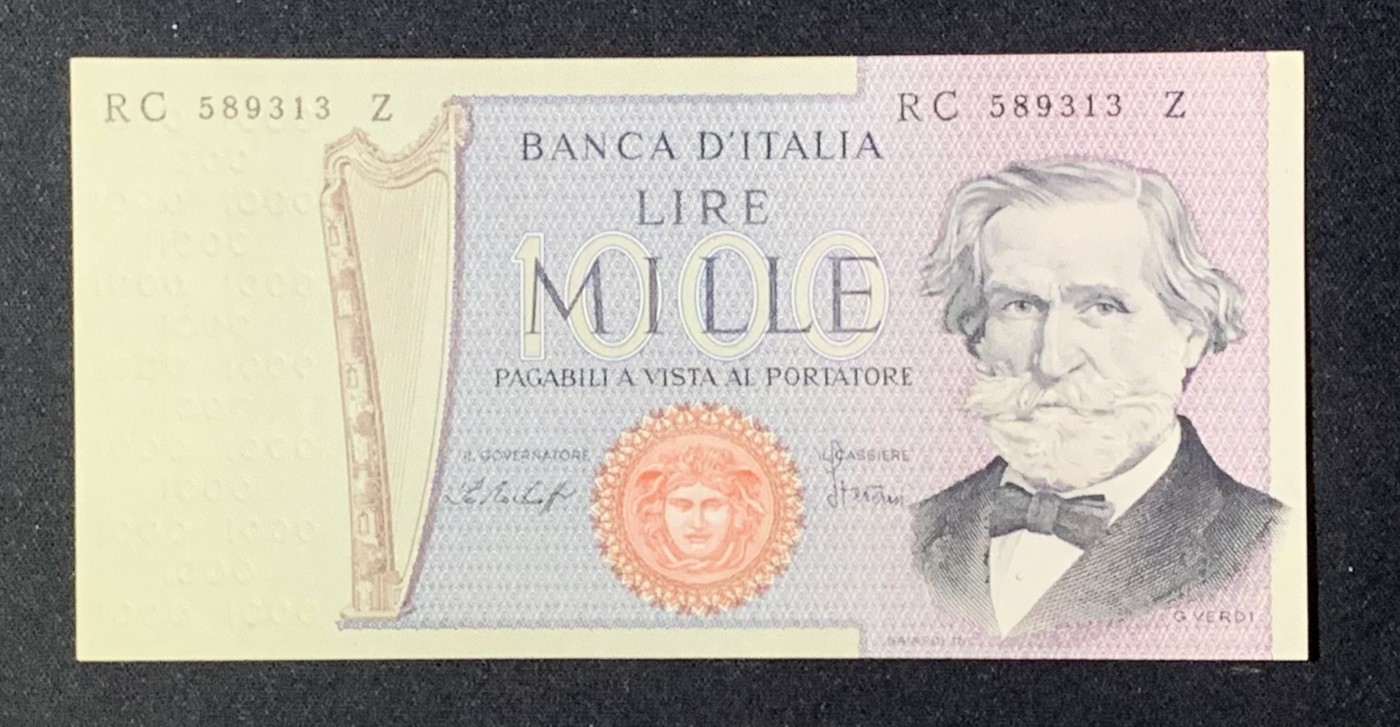 RC 589313 Z
RC 589313 Z
BANCA D'ITALIA
LIRE
1000
MILLE
PAGABILI A VISTA AL PORTATORE
IL GOVERNATORE
IL CASSIERE
G. VERDI